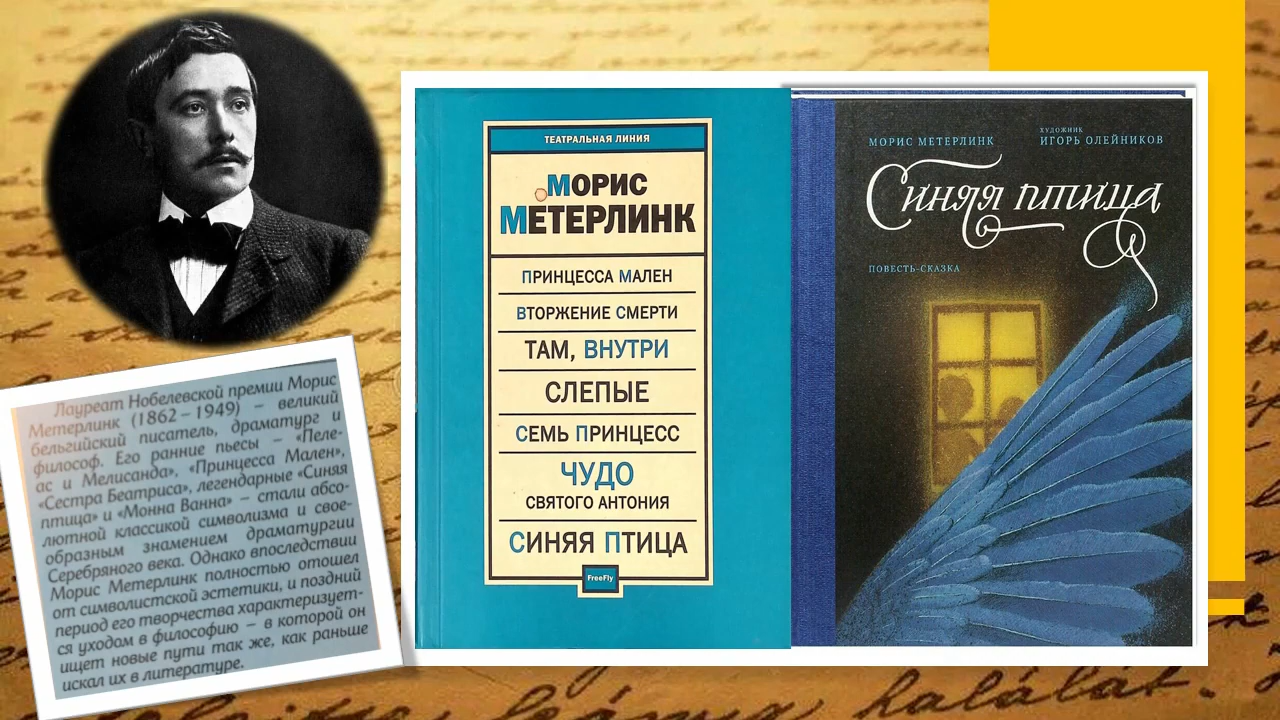 Лауреат Нобелевской премии Морис
Метерлинк (1862 – 1949) – великий
бельгийский писатель, драматург и
философ. Его ранние пьесы – «Пеле-
ас и Мелисанда», «Принцесса Мален»,
«Сестра Беатриса», легендарные «Синяя
птица» и «Монна Ванна» – стали абсо-
лютной классикой символизма и свое-
образным знамением драматургии
Серебряного века. Однако впоследствии
Морис Метерлинк полностью отошел
от символистской эстетики, и поздний
период его творчества характеризует-
ся уходом в философию – в которой он
ищет новые пути так же, как раньше
искал их в литературе.
ТЕАТРАЛЬНАЯ ЛИНИЯ
МОРИС
МЕТЕРЛИНК
ПРИНЦЕССА МАЛЕН
ВТОРЖЕНИЕ СМЕРТИ
ТАМ, ВНУТРИ
СЛЕПЫЕ
СЕМЬ ПРИНЦЕСС
ЧУДО
СВЯТОГО АНТОНИЯ
СИНЯЯ ПТИЦА
FreeFly
МОРИС МЕТЕРЛИНК
ХУДОЖНИК
ИГОРЬ ОЛЕЙНИКОВ
Синяя птица
ПОВЕСТЬ-СКАЗКА
halálát.